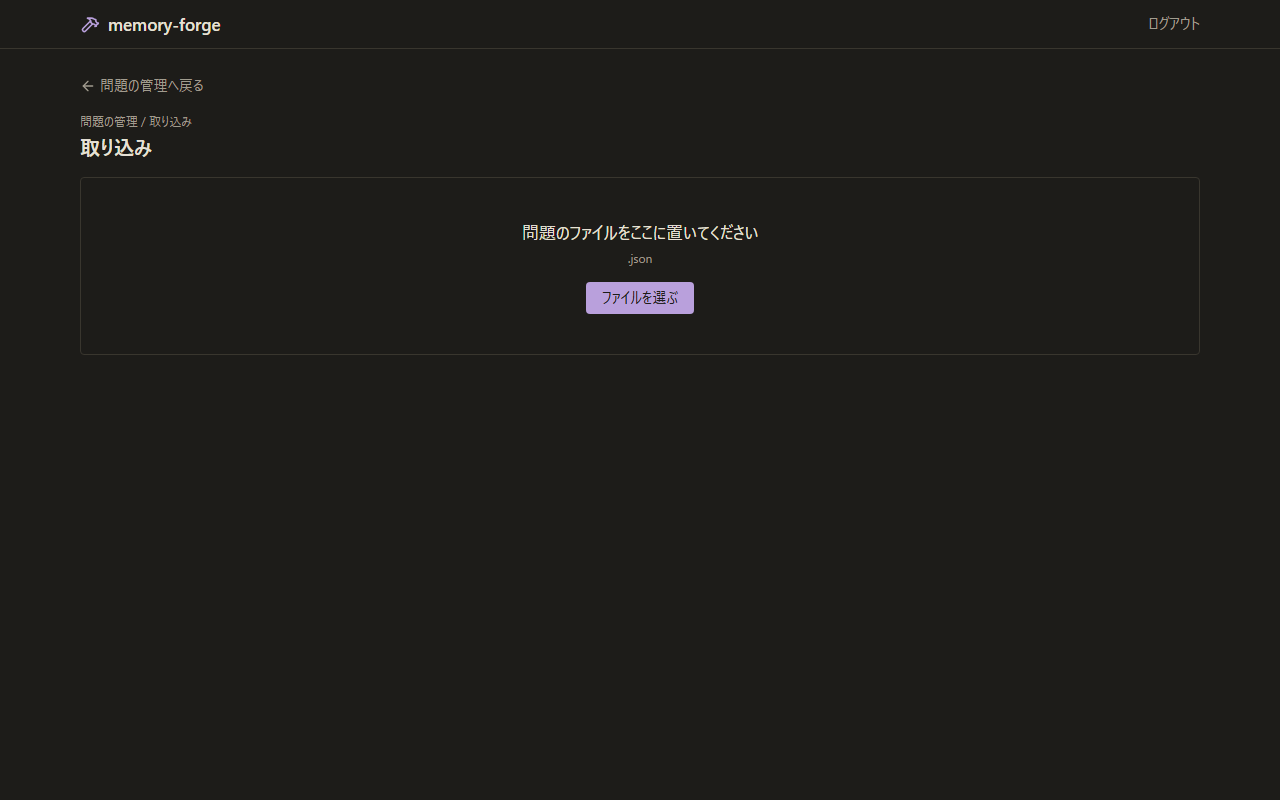 memory-forge
ログアウト
← 問題の管理へ戻る
問題の管理 / 取り込み
取り込み
問題のファイルをここに置いてください
.json
ファイルを選ぶ